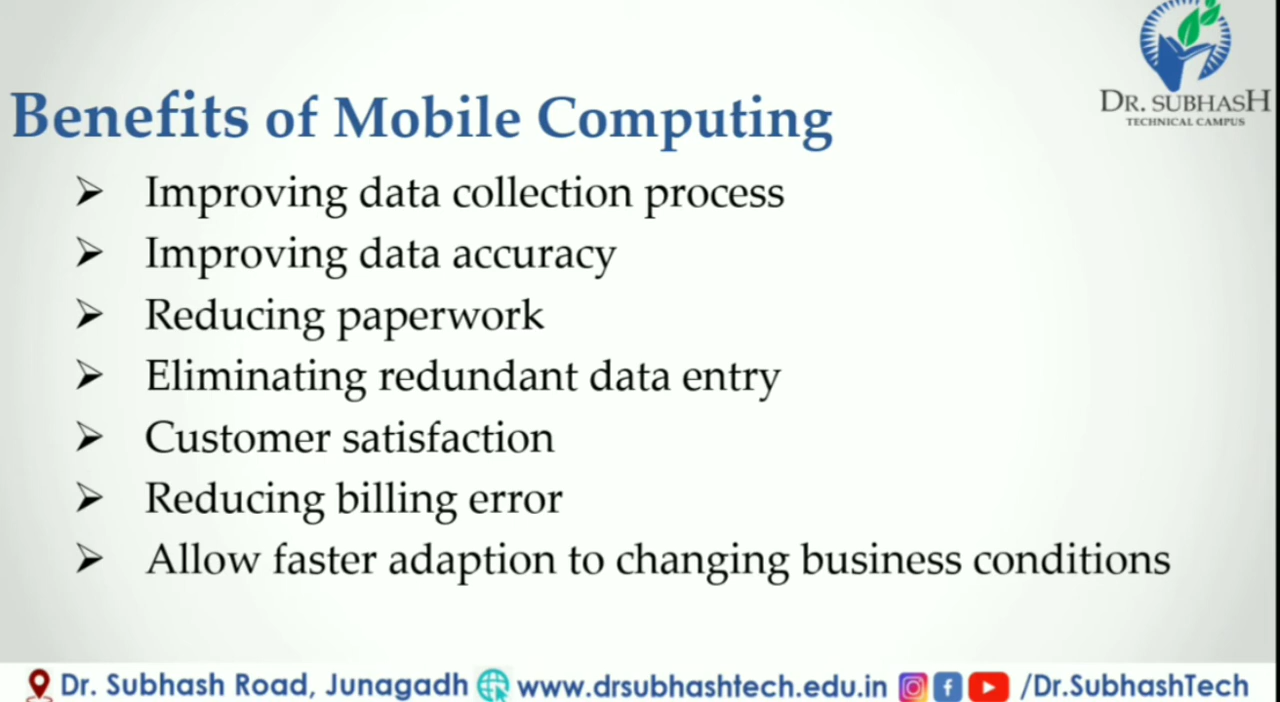 DR. SUBHASH
TECHNICAL CAMPUS
Benefits of Mobile Computing
➢ Improving data collection process
➢ Improving data accuracy
➢ Reducing paperwork
➢ Eliminating redundant data entry
➢ Customer satisfaction
➢ Reducing billing error
➢ Allow faster adaption to changing business conditions
Dr. Subhash Road, Junagadh www.drsubhashtech.edu.in /Dr.SubhashTech